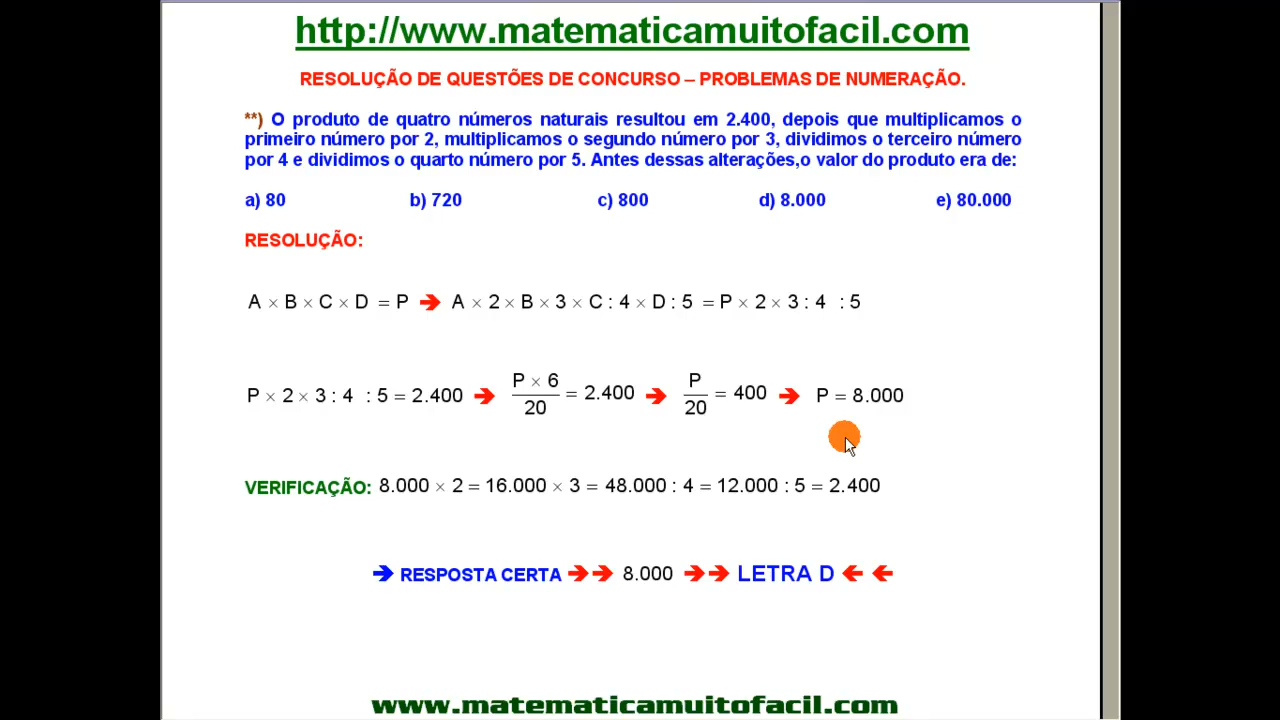 http://www.matematicamuitofacil.com
RESOLUÇÃO DE QUESTÕES DE CONCURSO – PROBLEMAS DE NUMERAÇÃO.
**) O produto de quatro números naturais resultou em 2.400, depois que multiplicamos o
primeiro número por 2, multiplicamos o segundo número por 3, dividimos o terceiro número
por 4 e dividimos o quarto número por 5. Antes dessas alterações,o valor do produto era de:
a) 80 b) 720 c) 800 d) 8.000 e) 80.000
RESOLUÇÃO:
A × B × C × D = P ➔ A × 2 × B × 3 × C : 4 × D : 5 = P × 2 × 3 : 4 : 5
P × 2 × 3 : 4 : 5 = 2.400 ➔ P × 6 / 20 = 2.400 ➔ P / 20 = 400 ➔ P = 8.000
VERIFICAÇÃO: 8.000 × 2 = 16.000 × 3 = 48.000 : 4 = 12.000 : 5 = 2.400
➔ RESPOSTA CERTA ➔➔ 8.000 ➔➔ LETRA D 🡸 🡸
www.matematicamuitofacil.com